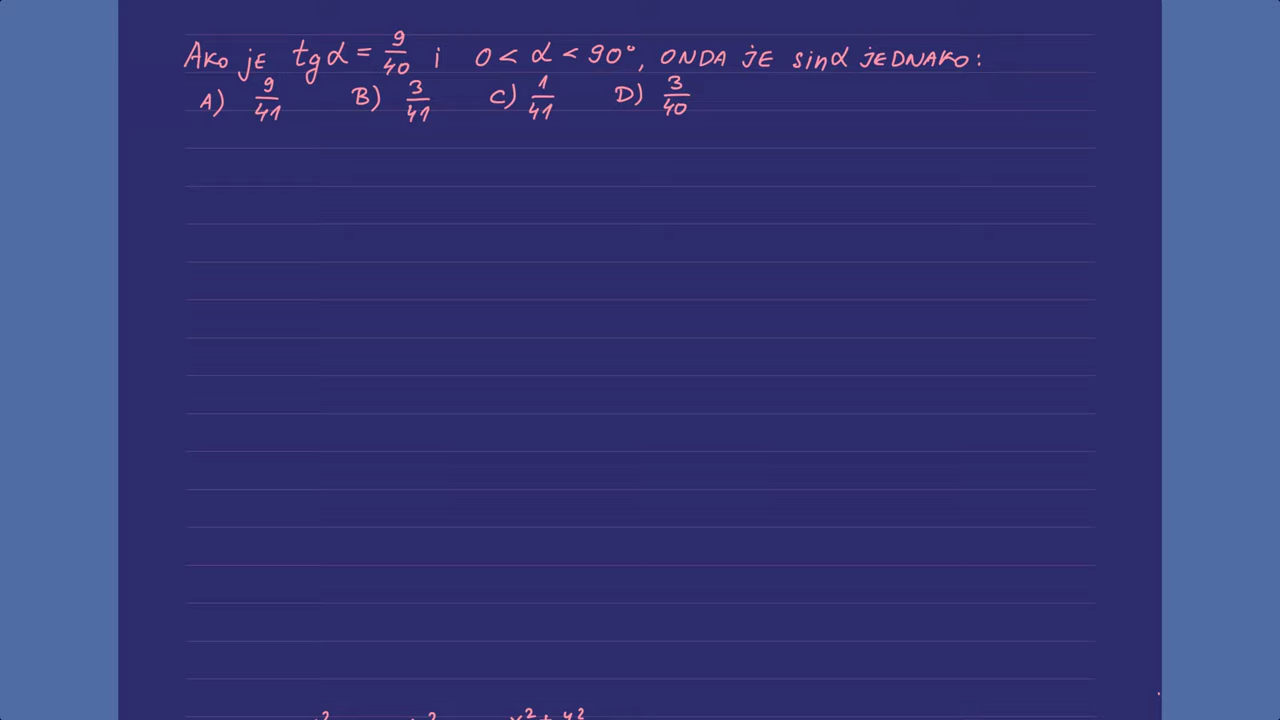 Ako je tgα = 9/40 i 0 < α < 90°, ONDA JE sinα JEDNAKO:
A) 9/41 B) 3/41 C) 1/41 D) 3/40